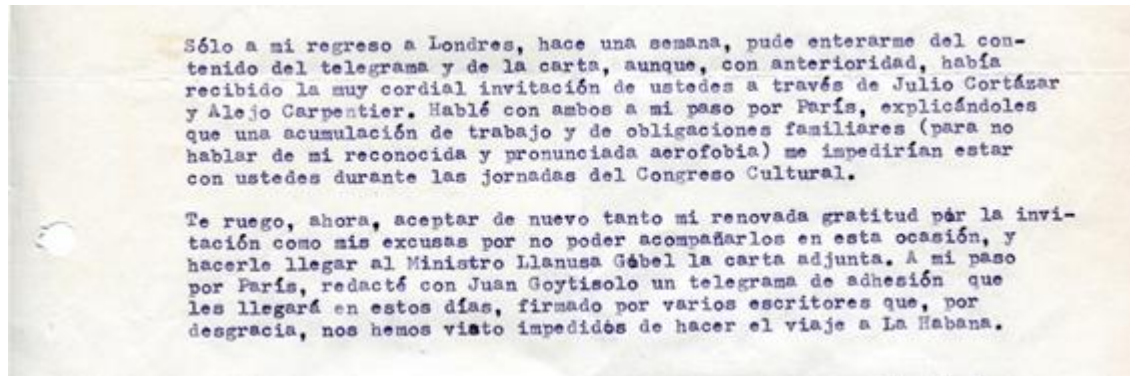 Sólo a mi regreso a Londres, hace una semana, pude enterarme del con-
tenido del telegrama y de la carta, aunque, con anterioridad, había
recibido la muy cordial invitación de ustedes a través de Julio Cortázar
y Alejo Carpentier. Hablé con ambos a mi paso por París, explicándoles
que una acumulación de trabajo y de obligaciones familiares (para no
hablar de mi reconocida y pronunciada aerofobia) me impedirían estar
con ustedes durante las jornadas del Congreso Cultural.
Te ruego, ahora, aceptar de nuevo tanto mi renovada gratitud pór la invi-
tación como mis excusas por no poder acompañarlos en esta ocasión, y
hacerle llegar al Ministro Llanusa Góbel la carta adjunta. A mi paso
por París, redacté con Juan Goytisolo un telegrama de adhesión que
les llegará en estos días, firmado por varios escritores que, por
desgracia, nos hemos visto impedidos de hacer el viaje a La Habana.